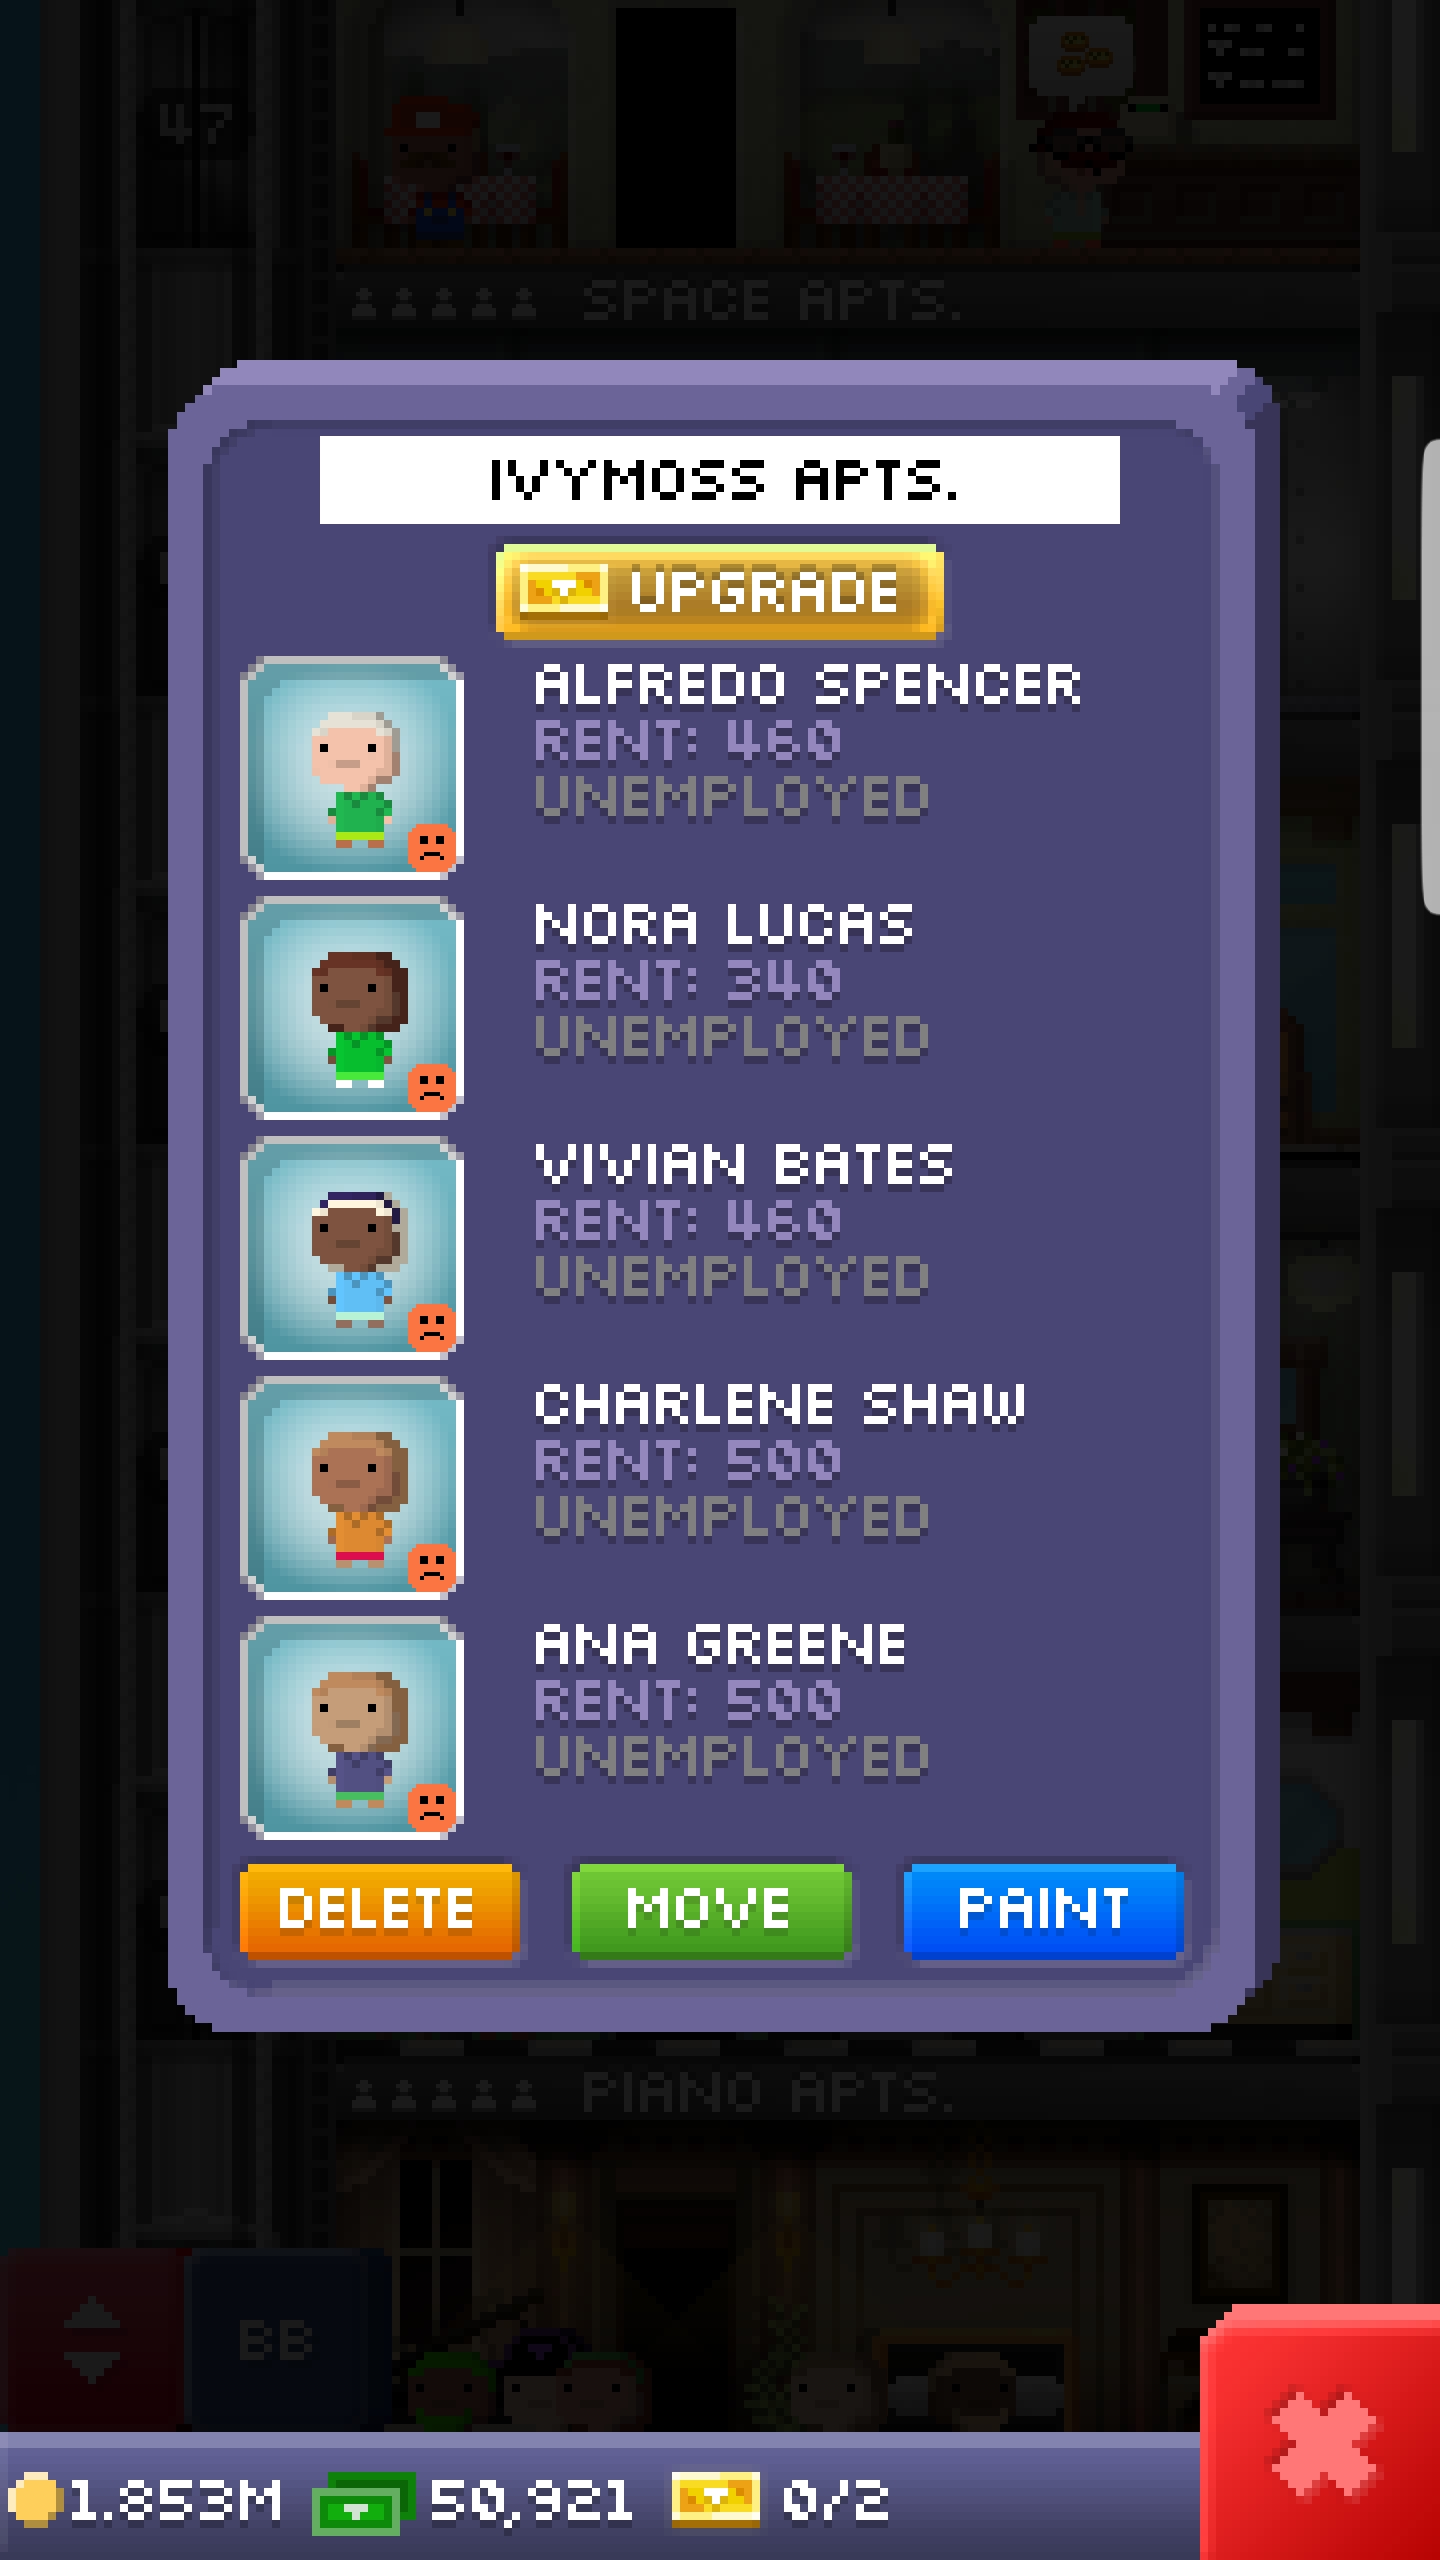 47
SPACE APTS.
IVYMOSS APTS.
UPGRADE
ALFREDO SPENCER
RENT: 460
UNEMPLOYED
NORA LUCAS
RENT: 340
UNEMPLOYED
VIVIAN BATES
RENT: 460
UNEMPLOYED
CHARLENE SHAW
RENT: 500
UNEMPLOYED
ANA GREENE
RENT: 500
UNEMPLOYED
DELETE MOVE PAINT
PIANO APTS.
BB
1.853M 50,921 0/2